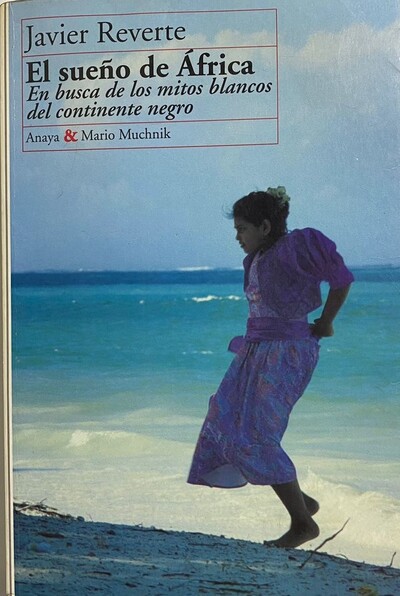 Javier Reverte
El sueño de África
En busca de los mitos blancos
del continente negro
Anaya & Mario Muchnik